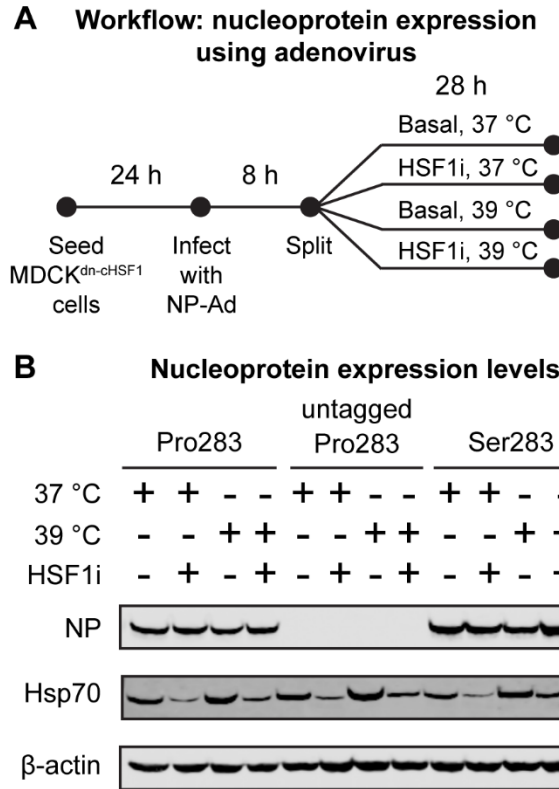 A Workflow: nucleoprotein expression
using adenovirus
28 h
Basal, 37 °C
24 h 8 h HSF1i, 37 °C
Basal, 39 °C
HSF1i, 39 °C
Seed Infect Split
MDCKdn-cHSF1 with
cells NP-Ad
B Nucleoprotein expression levels
untagged
Pro283 Pro283 Ser283
37 °C + + - - + + - - + + -
39 °C - - + + - - + + - - +
HSF1i - + - + - + - + - + -
NP
Hsp70
β-actin